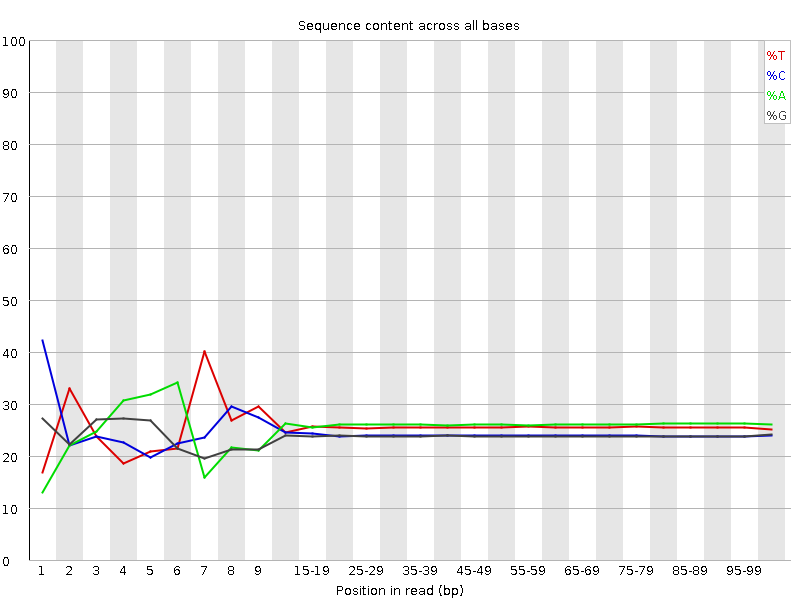 Sequence content across all bases
100
90
80
70
60
50
40
30
20
10
0
%T
%C
%A
%G
1 2 3 4 5 6 7 8 9 15-19 25-29 35-39 45-49 55-59 65-69 75-79 85-89 95-99
Position in read (bp)